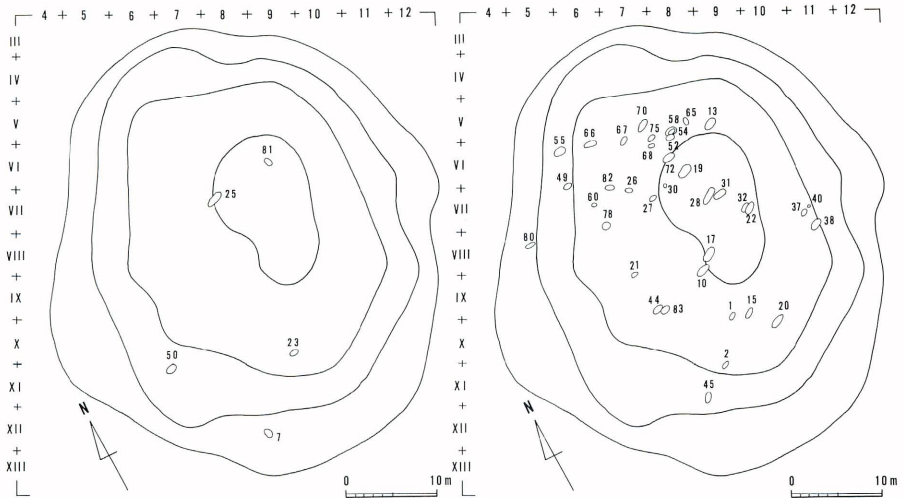 4 + 5 + 6 + 7 + 8 + 9 + 10 + 11 + 12 +
III
+
IV
+
V
+
VI
+
VII
+
VIII
+
IX
+
X
+
XI
+
XII
+
XIII
81
25
23
50
7
N
0 10 m
4 + 5 + 6 + 7 + 8 + 9 + 10 + 11 + 12 +
III
+
IV
+
V
+
VI
+
VII
+
VIII
+
IX
+
X
+
XI
+
XII
+
XIII
70
58
65
13
55
66
67
75
54
68
52
49
82
26
72
19
60
27
30
28
31
32
22
40
37
38
78
80
17
21
10
44
83
1
15
20
2
45
N
0 10 m